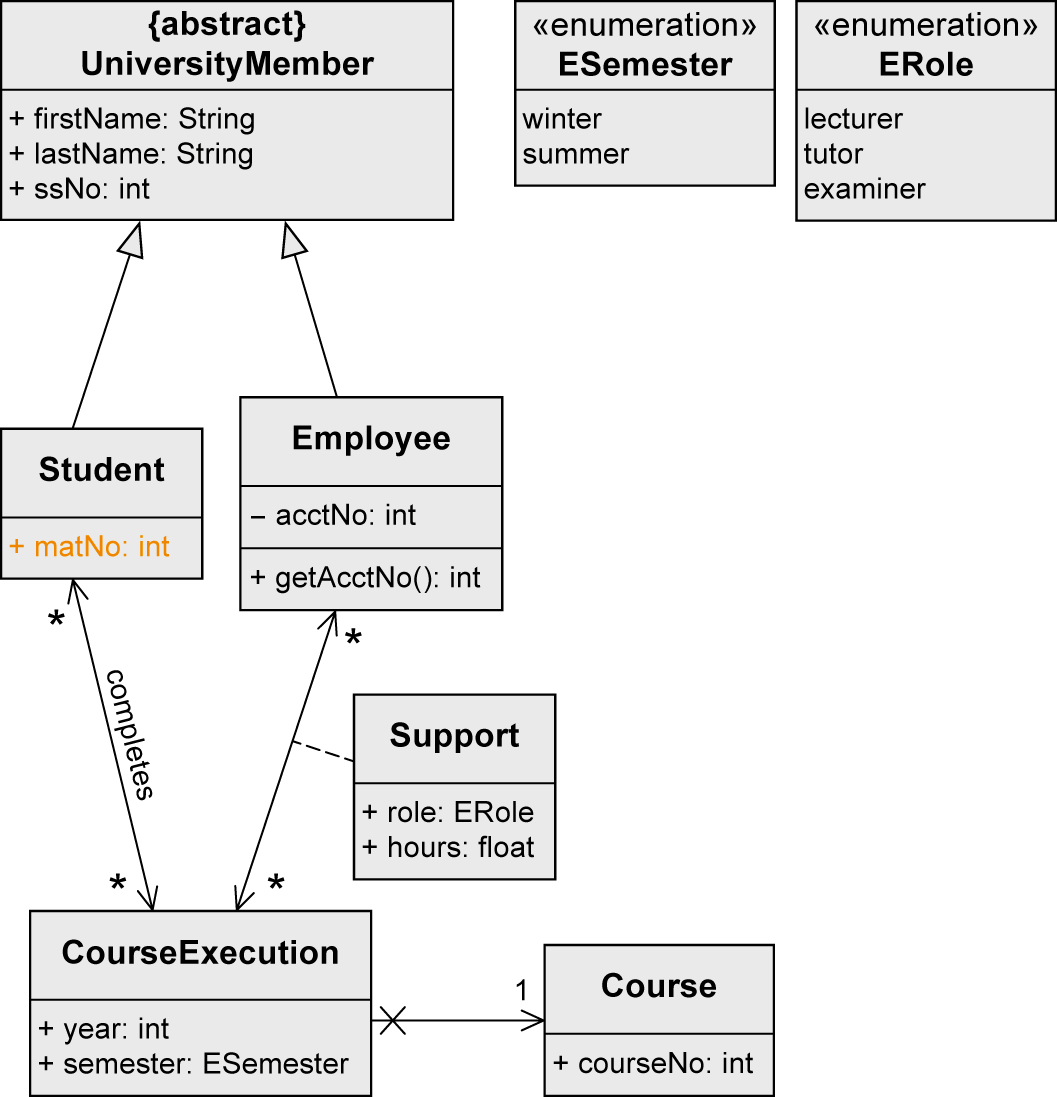 {abstract}
UniversityMember
+ firstName: String
+ lastName: String
+ ssNo: int
«enumeration»
ESemester
winter
summer
«enumeration»
ERole
lecturer
tutor
examiner
Student
+ matNo: int
Employee
– acctNo: int
+ getAcctNo(): int
*
*
completes
Support
+ role: ERole
+ hours: float
*
*
CourseExecution
+ year: int
+ semester: ESemester
1
Course
+ courseNo: int